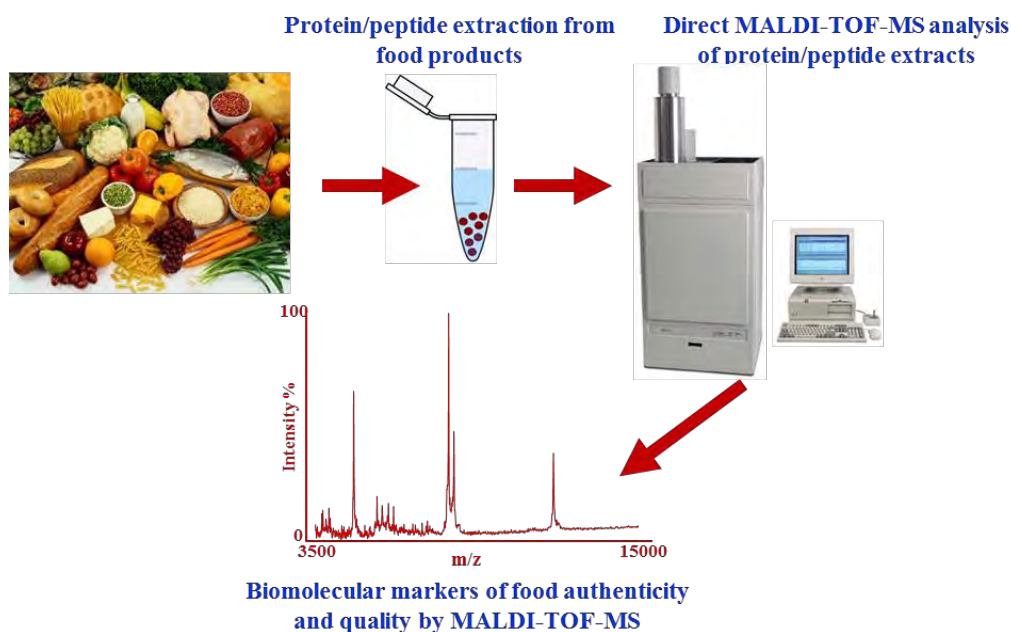 Protein/peptide extraction from
food products
Direct MALDI-TOF-MS analysis
of protein/peptide extracts
100
Intensity %
0
3500
15000
m/z
Biomolecular markers of food authenticity
and quality by MALDI-TOF-MS